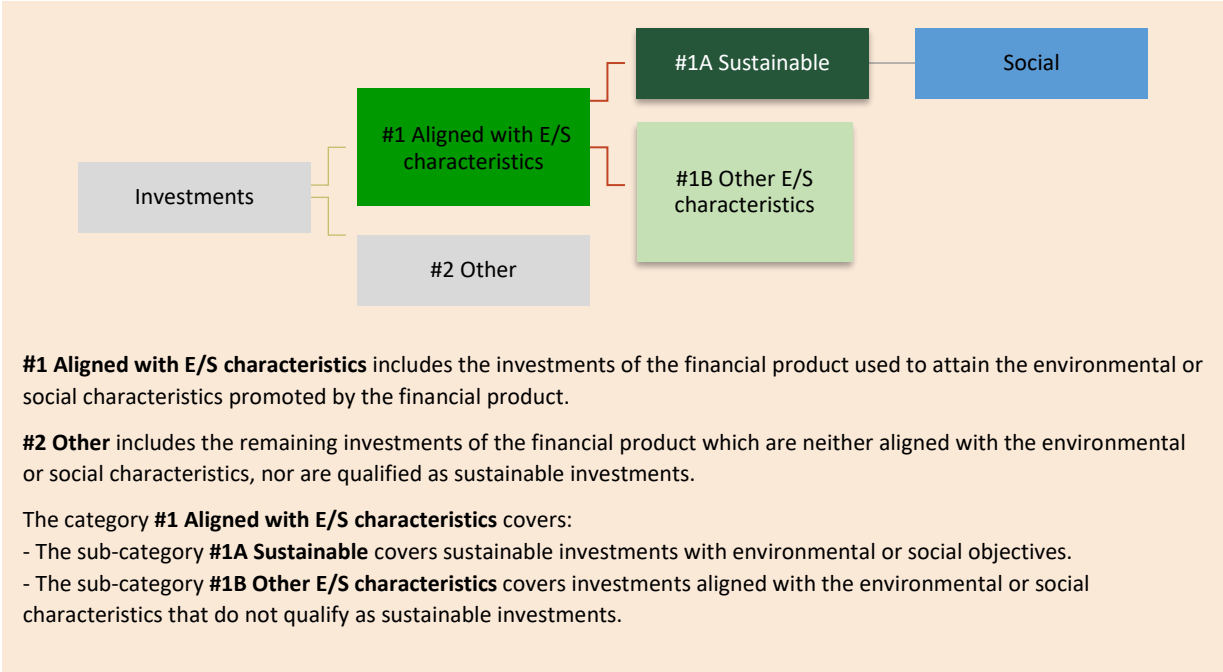 #1A Sustainable
Social
#1 Aligned with E/S
characteristics
#1B Other E/S
characteristics
Investments
#2 Other
#1 Aligned with E/S characteristics includes the investments of the financial product used to attain the environmental or
social characteristics promoted by the financial product.
#2 Other includes the remaining investments of the financial product which are neither aligned with the environmental
or social characteristics, nor are qualified as sustainable investments.
The category #1 Aligned with E/S characteristics covers:
- The sub-category #1A Sustainable covers sustainable investments with environmental or social objectives.
- The sub-category #1B Other E/S characteristics covers investments aligned with the environmental or social
characteristics that do not qualify as sustainable investments.